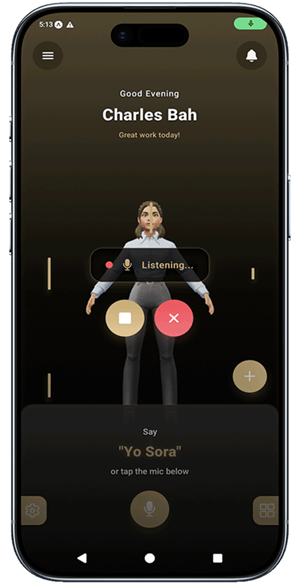 5:13
Good Evening
Charles Bah
Great work today!
Listening...
Say
"Yo Sora"
or tap the mic below